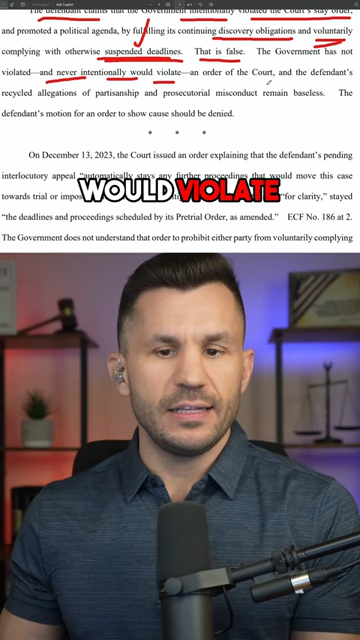 The defendant claims that the Government intentionally violated the Court's stay order,
and promoted a political agenda, by fulfilling its continuing discovery obligations and voluntarily
complying with otherwise suspended deadlines. That is false. The Government has not
violated—and never intentionally would violate—an order of the Court, and the defendant's
recycled allegations of partisanship and prosecutorial misconduct remain baseless. The
defendant's motion for an order to show cause should be denied.
* * *
On December 13, 2023, the Court issued an order explaining that the defendant's pending
interlocutory appeal "automatically stays any further proceedings that would move this case
towards trial or impos
"for clarity," stayed
WOULD VIOLATE
"the deadlines and proceedings scheduled by its Pretrial Order, as amended." ECF No. 186 at 2.
The Government does not understand that order to prohibit either party from voluntarily complying